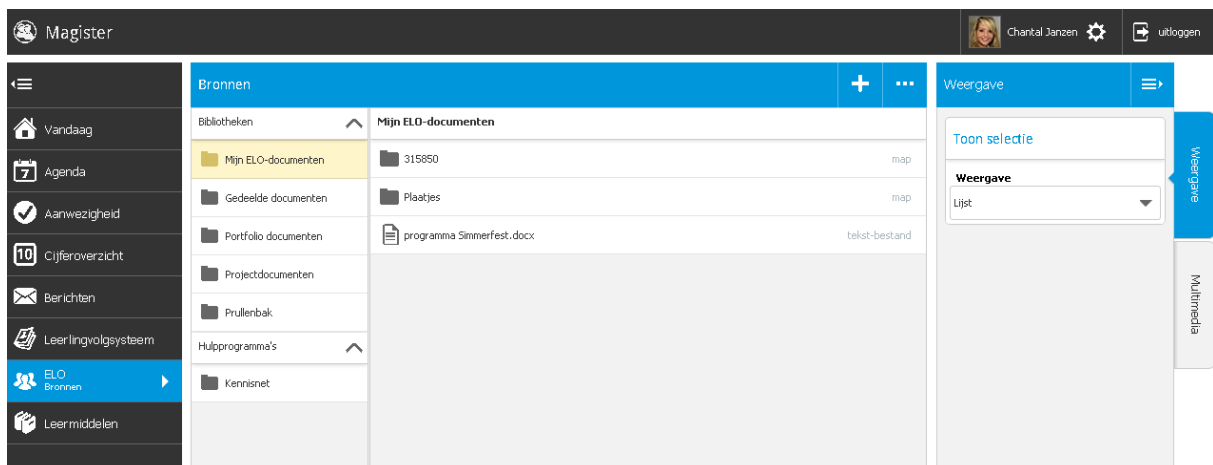 Magister
Chantal Janzen
uitloggen
Vandaag
7 Agenda
Aanwezigheid
10 Cijferoverzicht
Berichten
Leerlingvolgsysteem
ELO
Bronnen
Leermiddelen
Bronnen
Bibliotheken
Mijn ELO-documenten
Gedeelde documenten
Portfolio documenten
Projectdocumenten
Prullenbak
Hulpprogramma's
Kennisnet
Mijn ELO-documenten
315850 map
Plaatjes map
programma Simmerfest.docx tekst-bestand
Weergave
Toon selectie
Weergave
Lijst
Weergave
Multimedia